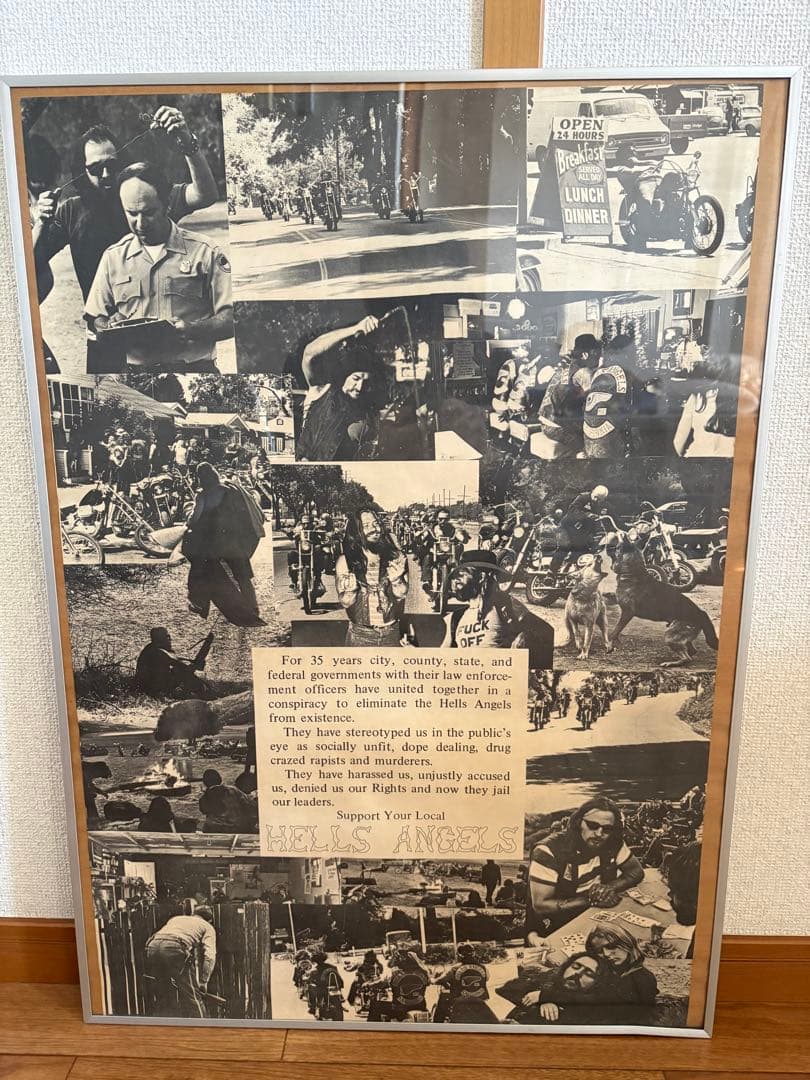 OPEN
24 HOURS
Breakfast
SERVED
ALL DAY
LUNCH
DINNER
FUCK
OFF
For 35 years city, county, state, and
federal governments with their law enforce-
ment officers have united together in a
conspiracy to eliminate the Hells Angels
from existence.
They have stereotyped us in the public's
eye as socially unfit, dope dealing, drug
crazed rapists and murderers.
They have harassed us, unjustly accused
us, denied us our Rights and now they jail
our leaders.
Support Your Local
HELLS ANGELS